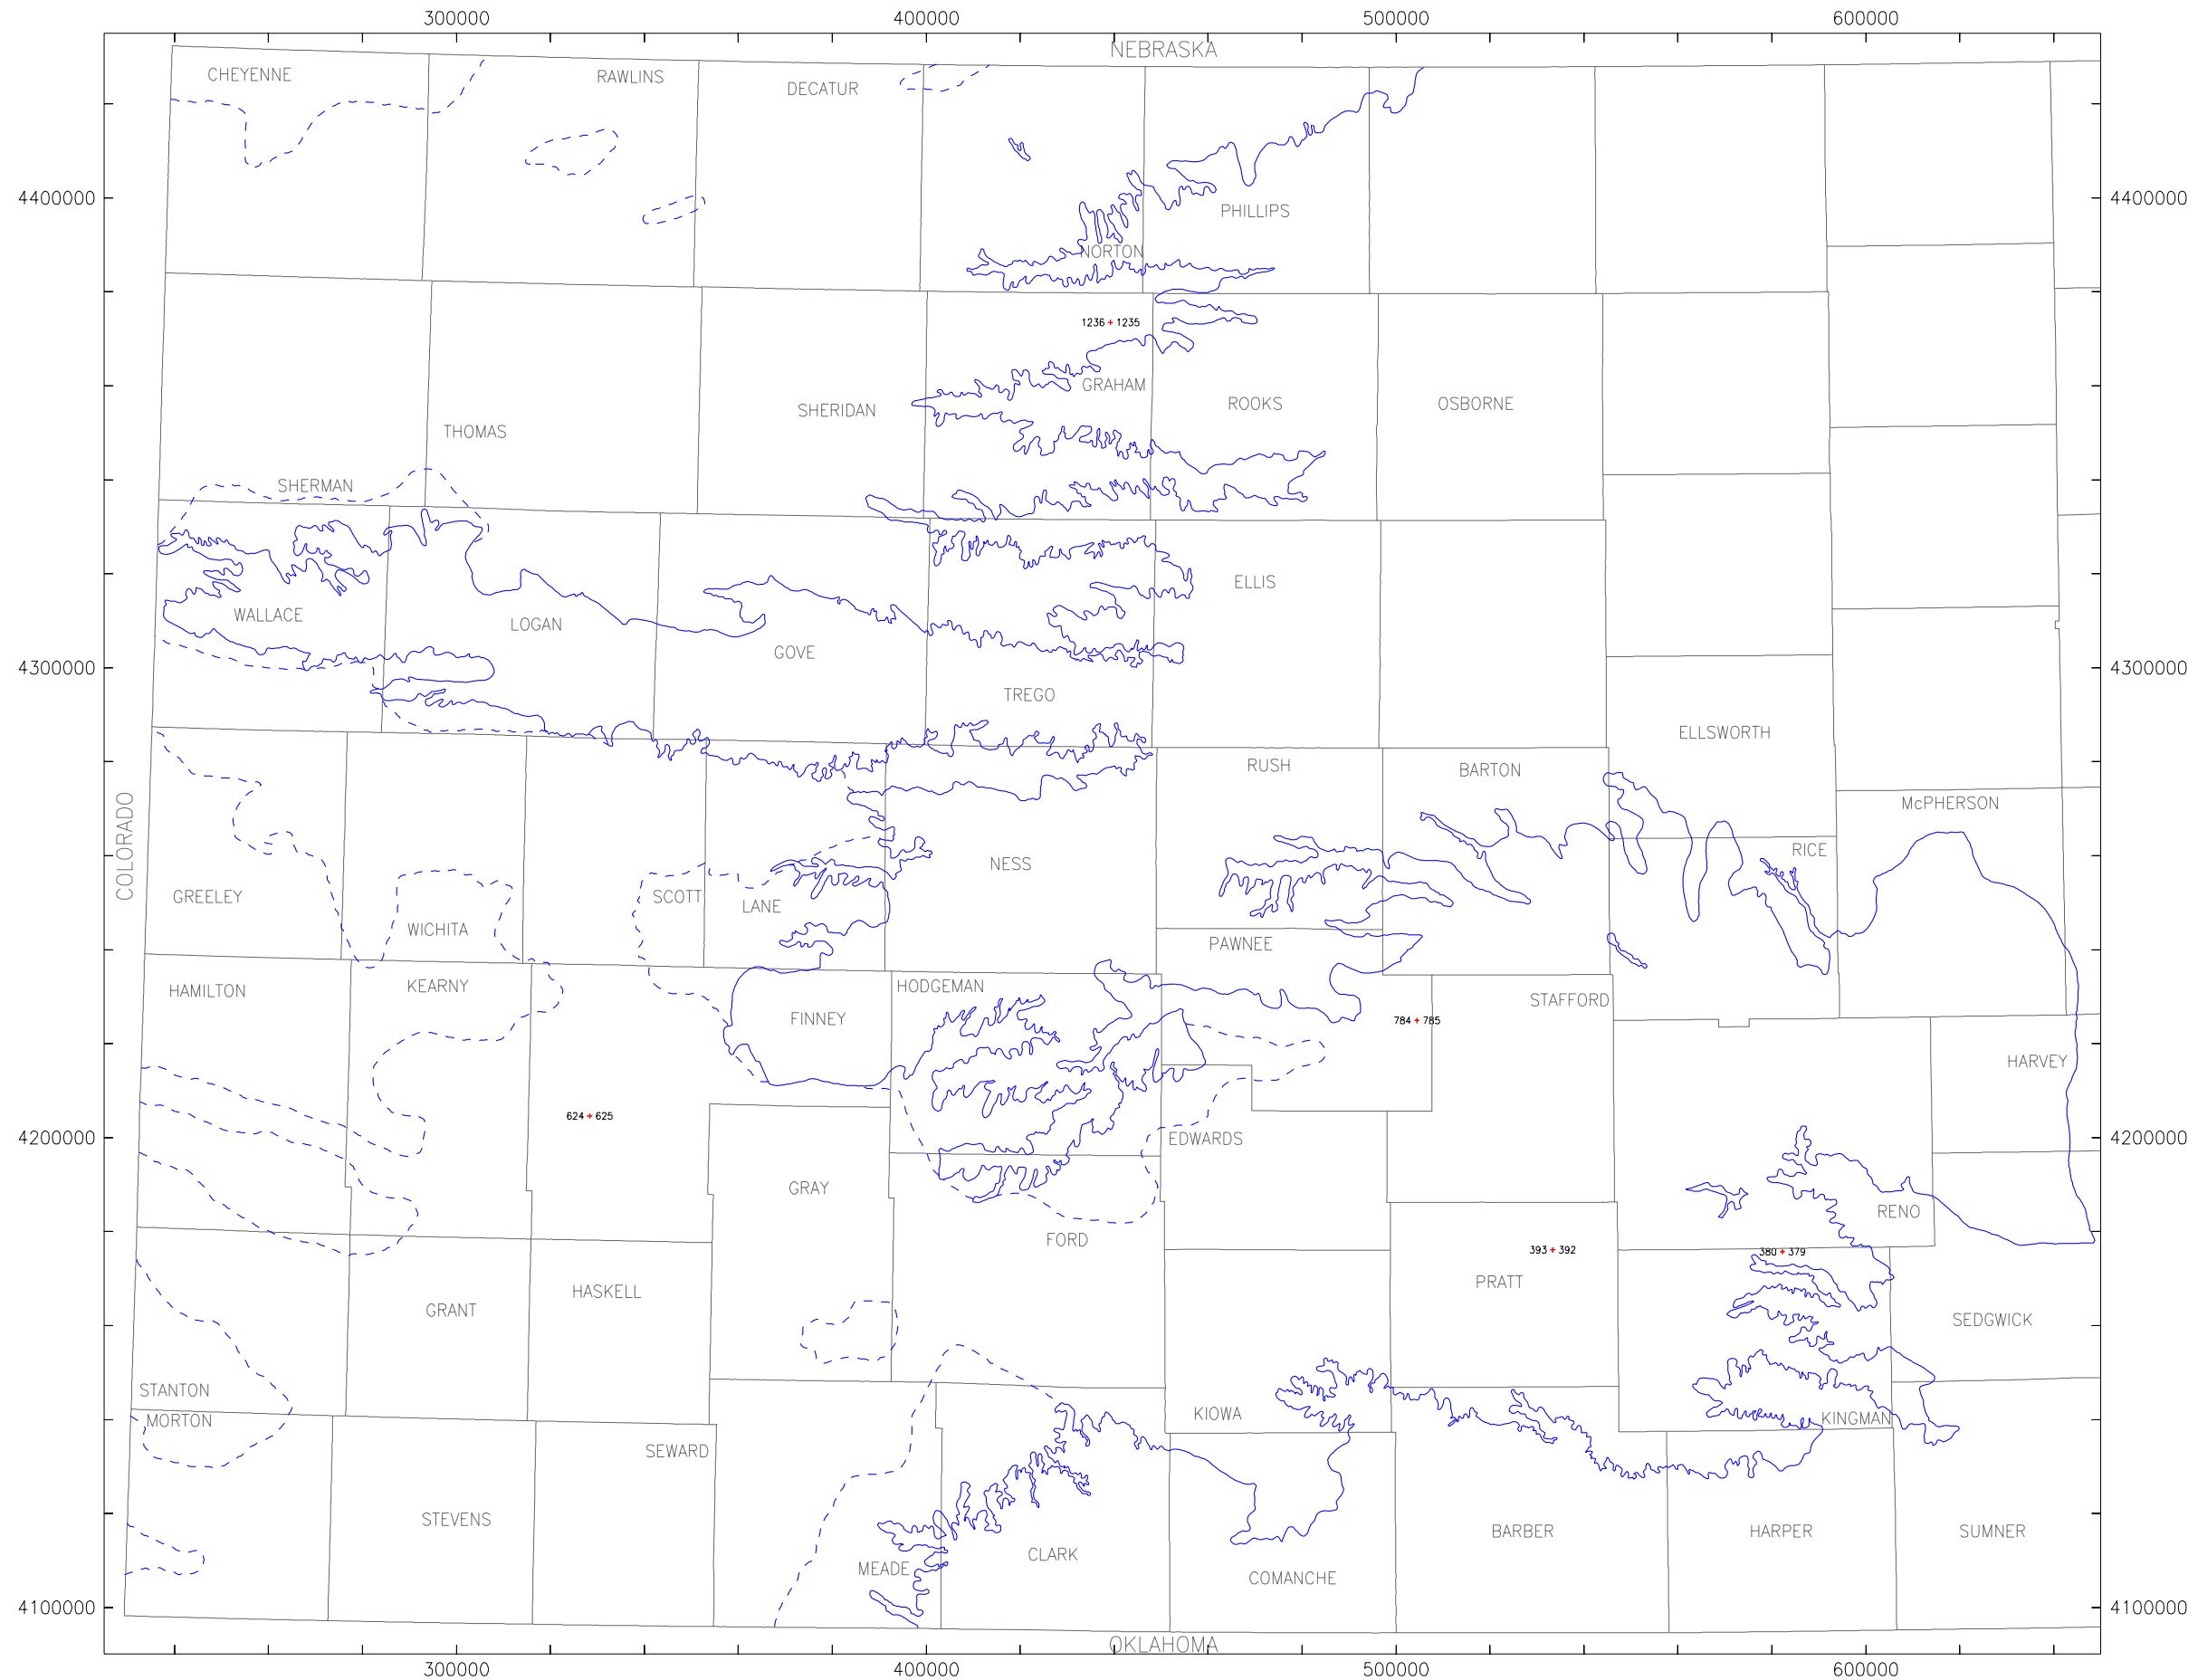 300000 400000 500000 600000
NEBRASKA
CHEYENNE RAWLINS DECATUR
4400000 4400000
PHILLIPS
NORTON
1236 + 1235
GRAHAM
SHERIDAN ROOKS OSBORNE
THOMAS
SHERMAN
ELLIS
WALLACE LOGAN
GOVE
4300000 4300000
TREGO
ELLSWORTH
RUSH BARTON
COLORADO
McPHERSON
RICE
NESS
GREELEY SCOTT LANE
WICHITA
PAWNEE
HAMILTON KEARNY HODGEMAN
STAFFORD
FINNEY 784 + 785
HARVEY
624 + 625
4200000 4200000
EDWARDS
GRAY
RENO
FORD
393 + 392 380 + 379
PRATT
HASKELL
GRANT
SEDGWICK
STANTON
MORTON KIOWA KINGMAN
SEWARD
STEVENS BARBER HARPER SUMNER
CLARK
MEADE COMANCHE
4100000 4100000
OKLAHOMA
300000 400000 500000 600000